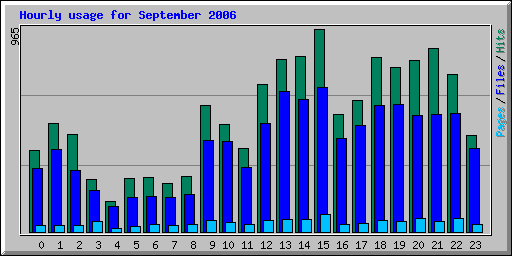 Hourly usage for September 2006
965
Pages / Files / Hits
0 1 2 3 4 5 6 7 8 9 10 11 12 13 14 15 16 17 18 19 20 21 22 23